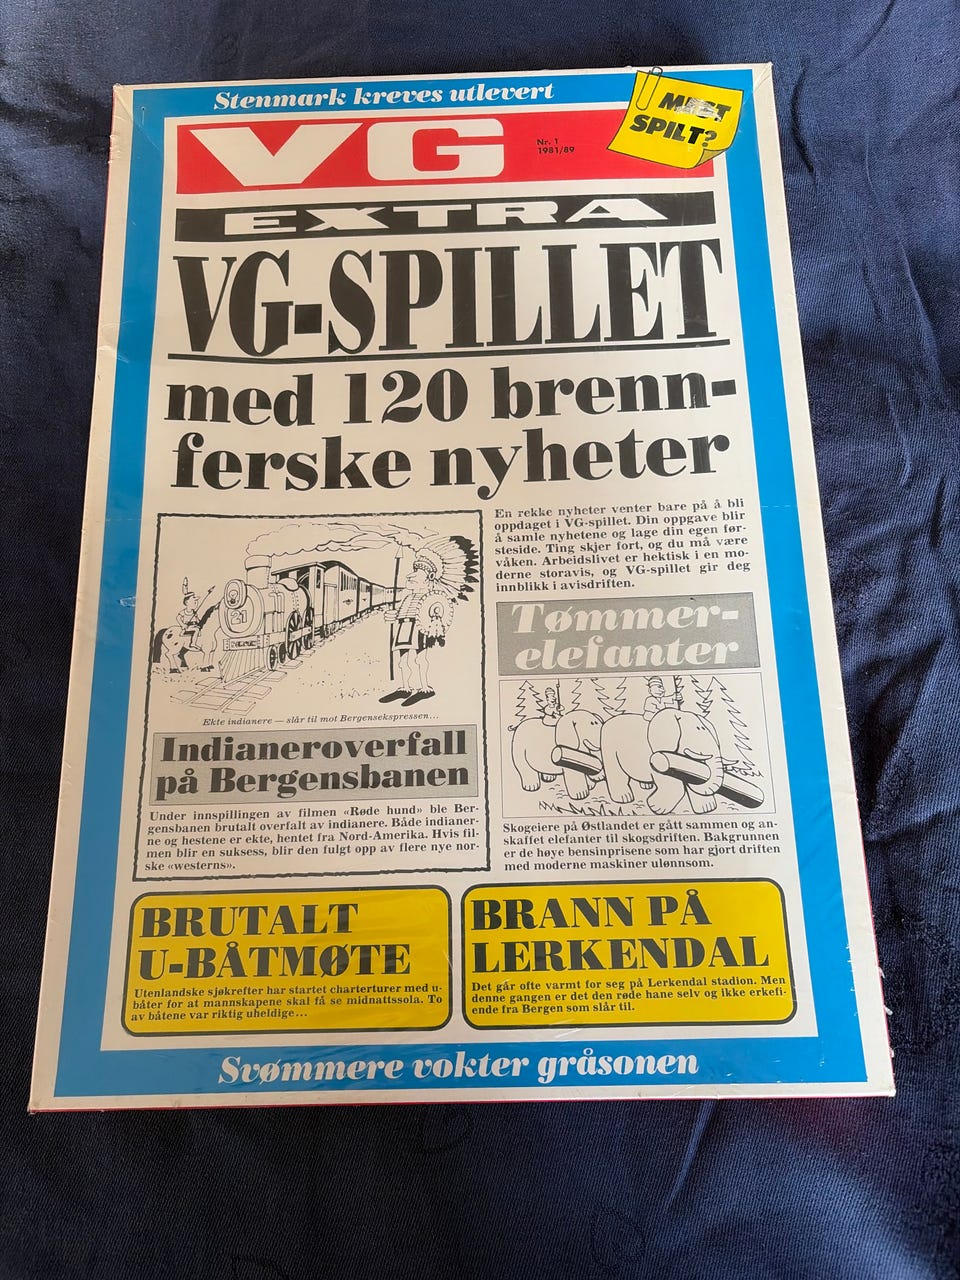 Stenmark kreves utlevert
MEST
SPILT?
VG
Nr. 1
1981/89
EXTRA
VG-SPILLET
med 120 brenn-
ferske nyheter
En rekke nyheter venter bare på å bli
oppdaget i VG-spillet. Din oppgave blir
å samle nyhetene og lage din egen før-
steside. Ting skjer fort, og du må være
våken. Arbeidslivet er hektisk i en mo-
derne storavis, og VG-spillet gir deg
innblikk i avisdriften.
21
Ekte indianere — slår til mot Bergensekspressen...
Indianeroverfall
på Bergensbanen
Under innspillingen av filmen «Røde hund» ble Ber-
gensbanen brutalt overfalt av indianere. Både indianer-
ne og hestene er ekte, hentet fra Nord-Amerika. Hvis fil-
men blir en suksess, blir den fulgt opp av flere nye nor-
ske «westerns».
Tømmer-
elefanter
Skogeiere på Østlandet er gått sammen og an-
skaffet elefanter til skogsdriften. Bakgrunnen
er de høye bensinprisene som har gjort driften
med moderne maskiner ulønnsom.
BRUTALT
U-BÅTMØTE
Utenlandske sjøkrefter har startet charterturer med u-
båter for at mannskapene skal få se midnattssola. To
av båtene var riktig uheldige...
BRANN PÅ
LERKENDAL
Det går ofte varmt for seg på Lerkendal stadion. Men
denne gangen er det den røde hane selv og ikke erkefi-
ende fra Bergen som slår til.
Svømmere vokter gråsonen